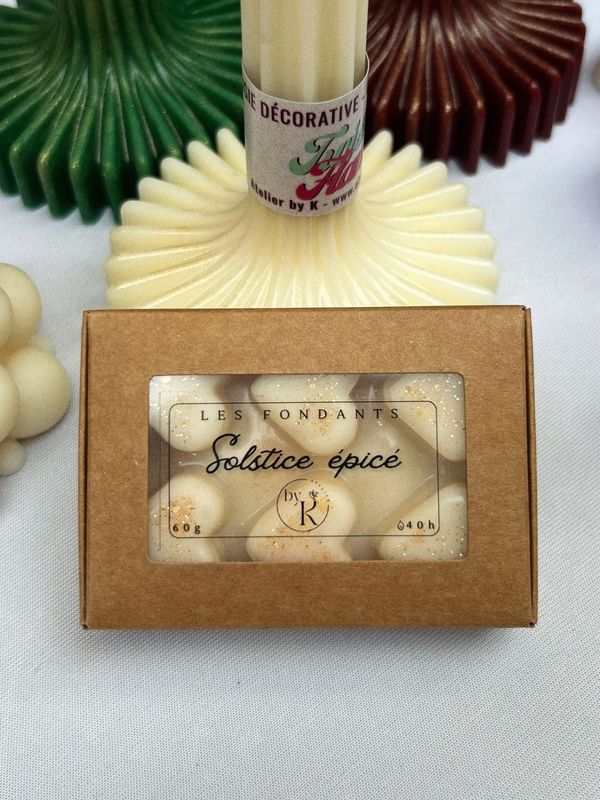 DÉCORATIVE -
Atelier by K - www.
LES FONDANTS
Solstice épicé
by
K
60g
40h